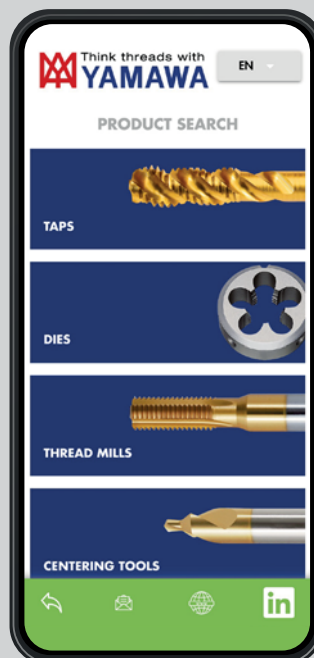 Think threads with
YAMAWA
EN
PRODUCT SEARCH
TAPS
DIES
THREAD MILLS
CENTERING TOOLS
in